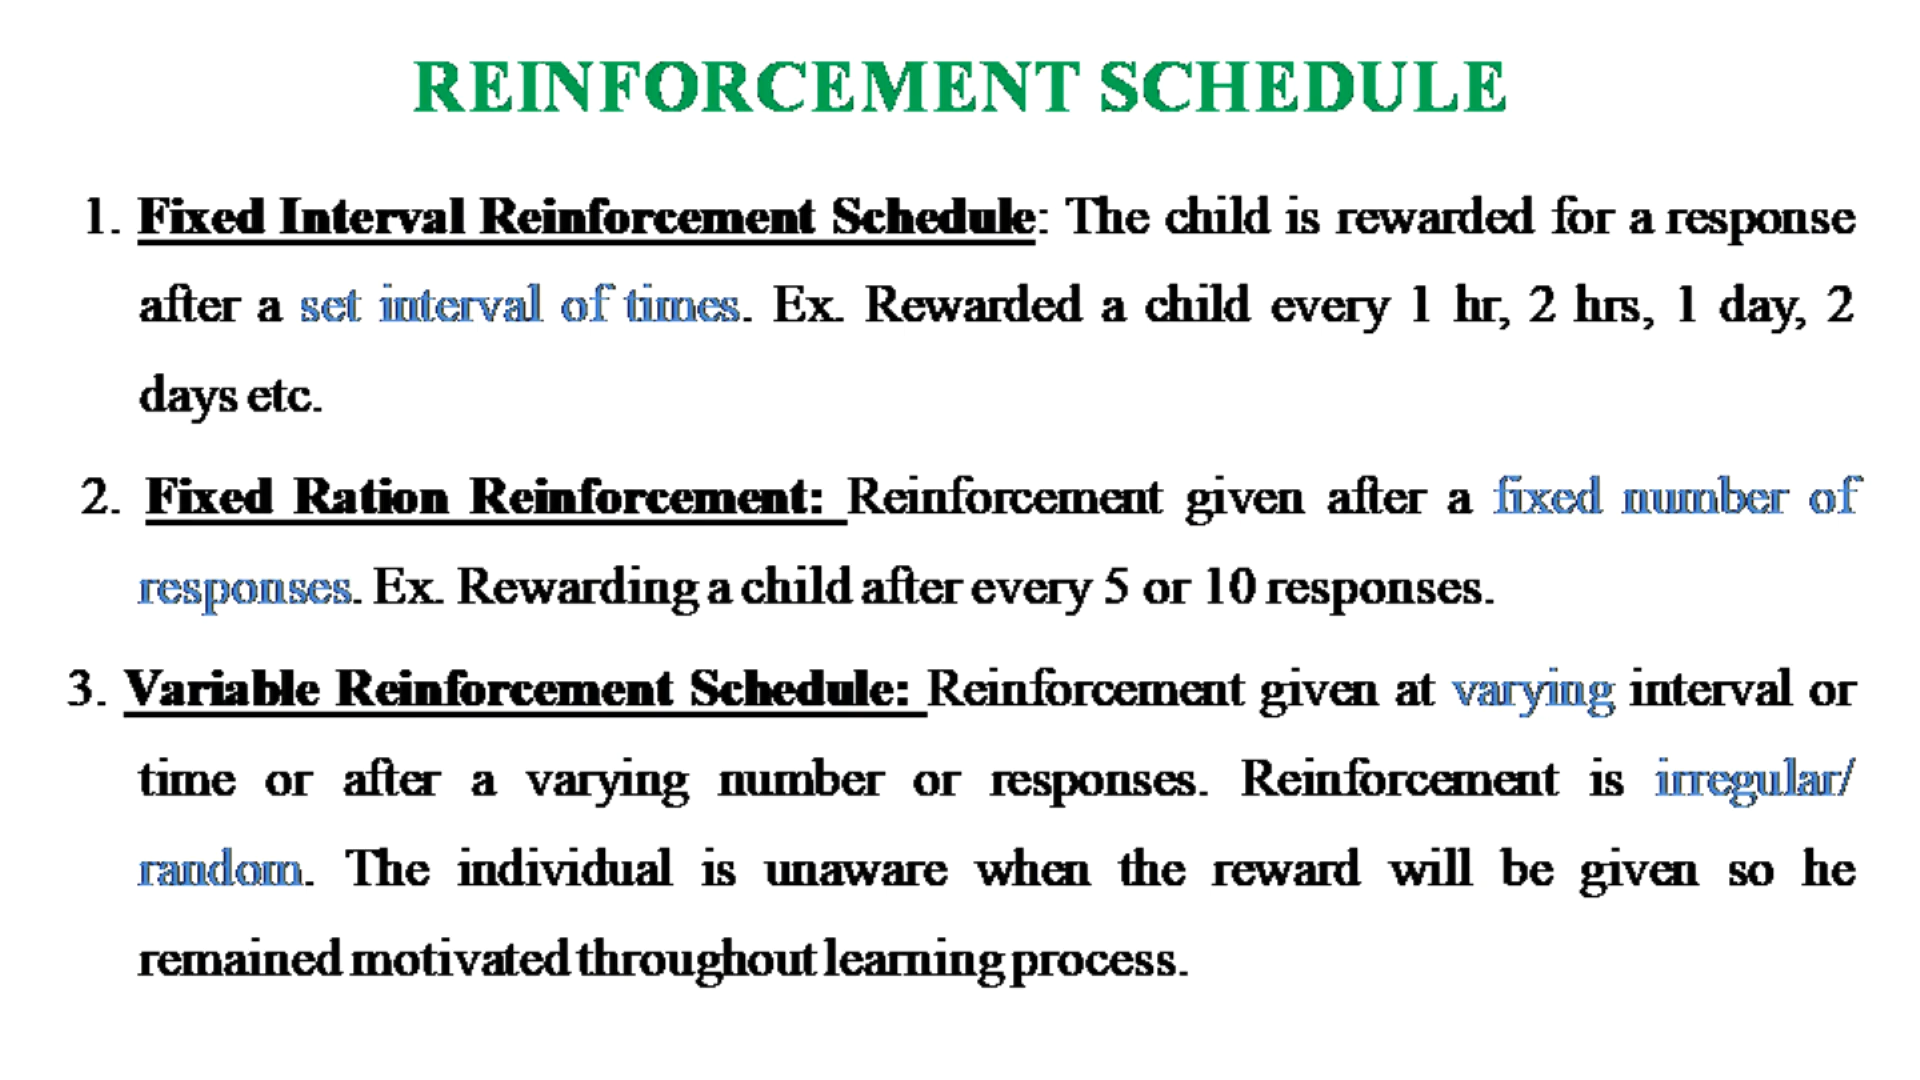 REINFORCEMENT SCHEDULE
1. Fixed Interval Reinforcement Schedule: The child is rewarded for a response
after a set interval of times. Ex. Rewarded a child every 1 hr, 2 hrs, 1 day, 2
days etc.
2. Fixed Ration Reinforcement: Reinforcement given after a fixed number of
responses. Ex. Rewarding a child after every 5 or 10 responses.
3. Variable Reinforcement Schedule: Reinforcement given at varying interval or
time or after a varying number or responses. Reinforcement is irregular/
random. The individual is unaware when the reward will be given so he
remained motivated throughout learning process.